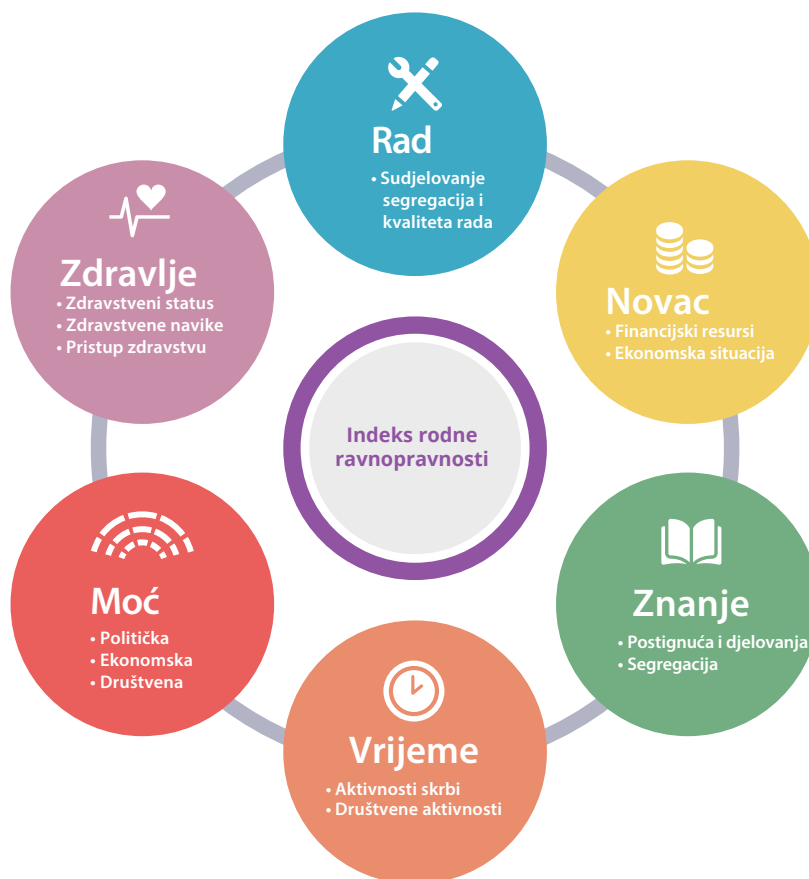 Rad
• Sudjelovanje
segregacija i
kvaliteta rada
Novac
• Financijski resursi
• Ekonomska situacija
Znanje
• Postignuća i djelovanja
• Segregacija
Vrijeme
• Aktivnosti skrbi
• Društvene aktivnosti
Moć
• Politička
• Ekonomska
• Društvena
Zdravlje
• Zdravstveni status
• Zdravstvene navike
• Pristup zdravstvu
Indeks rodne
ravnopravnosti